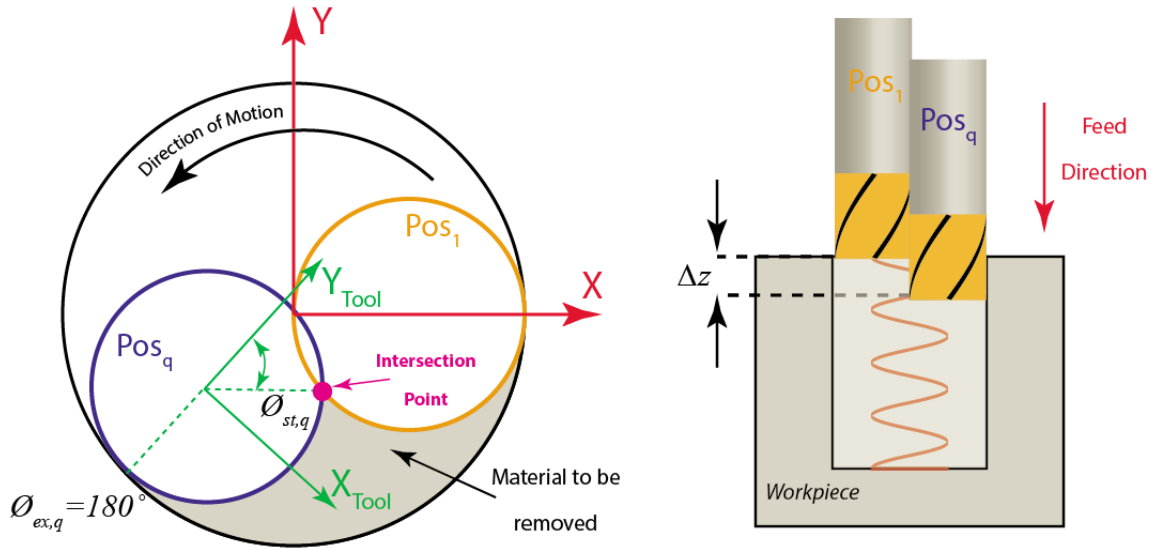 Y
Direction of Motion
Pos1
X
YTool
Posq
Intersection
Point
Øst,q
XTool
Material to be
removed
Øex,q=180°
Pos1
Posq
Feed
Direction
Δz
Workpiece